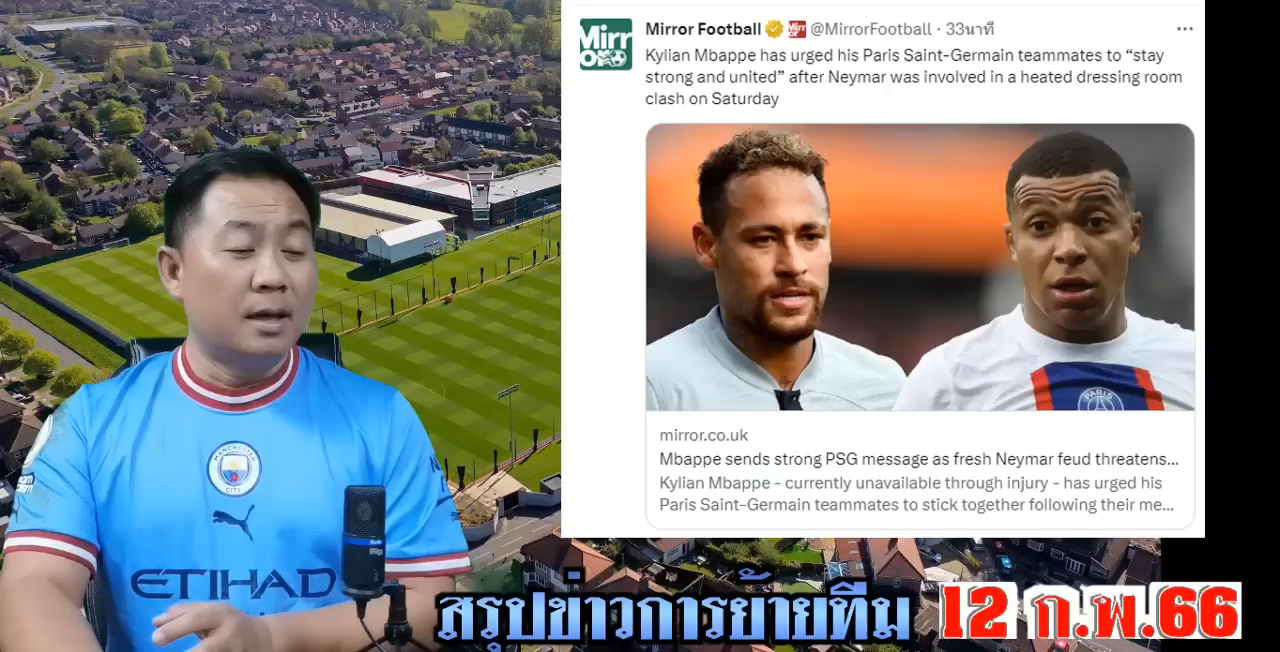 Mirror Football @MirrorFootball · 33นาที
Kylian Mbappe has urged his Paris Saint-Germain teammates to “stay
strong and united” after Neymar was involved in a heated dressing room
clash on Saturday
mirror.co.uk
Mbappe sends strong PSG message as fresh Neymar feud threatens...
Kylian Mbappe - currently unavailable through injury - has urged his
Paris Saint-Germain teammates to stick together following their me...
PARIS
MANCHESTER
CITY
ETIHAD
สรุปข่าวการย้ายทีม 12 ก.พ.66